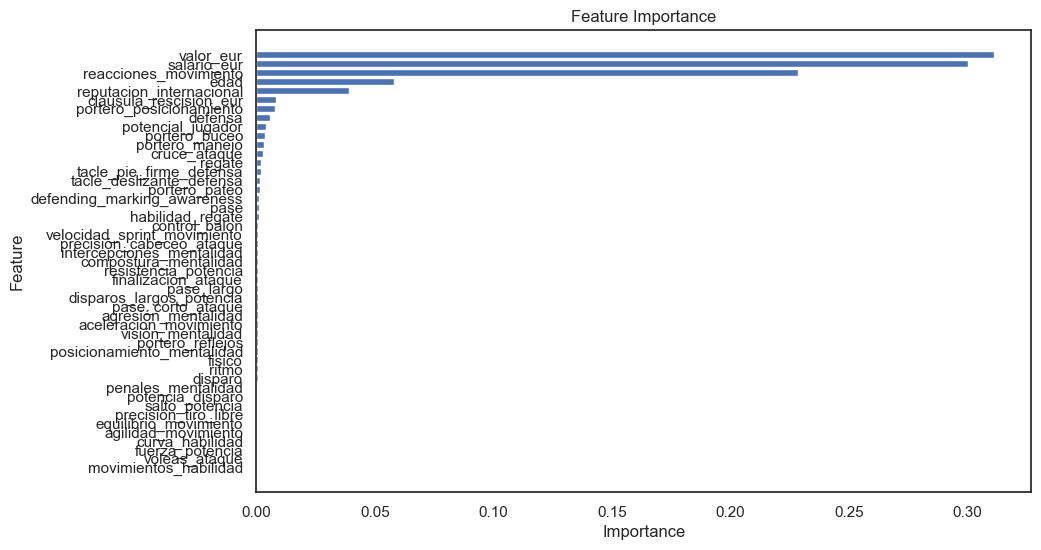 Feature Importance
valor_eur
salario_eur
reacciones_movimiento
edad
reputacion_internacional
clausula_rescision_eur
portero_posicionamiento
defensa
potencial_jugador
portero_buceo
portero_manejo
cruce_ataque
regate
tacle_pie_firme_defensa
tacle_deslizante_defensa
portero_pateo
defending_marking_awareness
pase
habilidad_regate
control_balon
velocidad_sprint_movimiento
precision_cabeceo_ataque
intercepciones_mentalidad
compostura_mentalidad
resistencia_potencia
finalizacion_ataque
pase_largo
disparos_largos_potencia
pase_corto_ataque
agresion_mentalidad
aceleracion_movimiento
vision_mentalidad
portero_reflejos
posicionamiento_mentalidad
fisico
ritmo
disparo
penales_mentalidad
potencia_disparo
salto_potencia
precision_tiro_libre
equilibrio_movimiento
agilidad_movimiento
curva_habilidad
fuerza_potencia
voleas_ataque
movimientos_habilidad
Feature
0.00 0.05 0.10 0.15 0.20 0.25 0.30
Importance